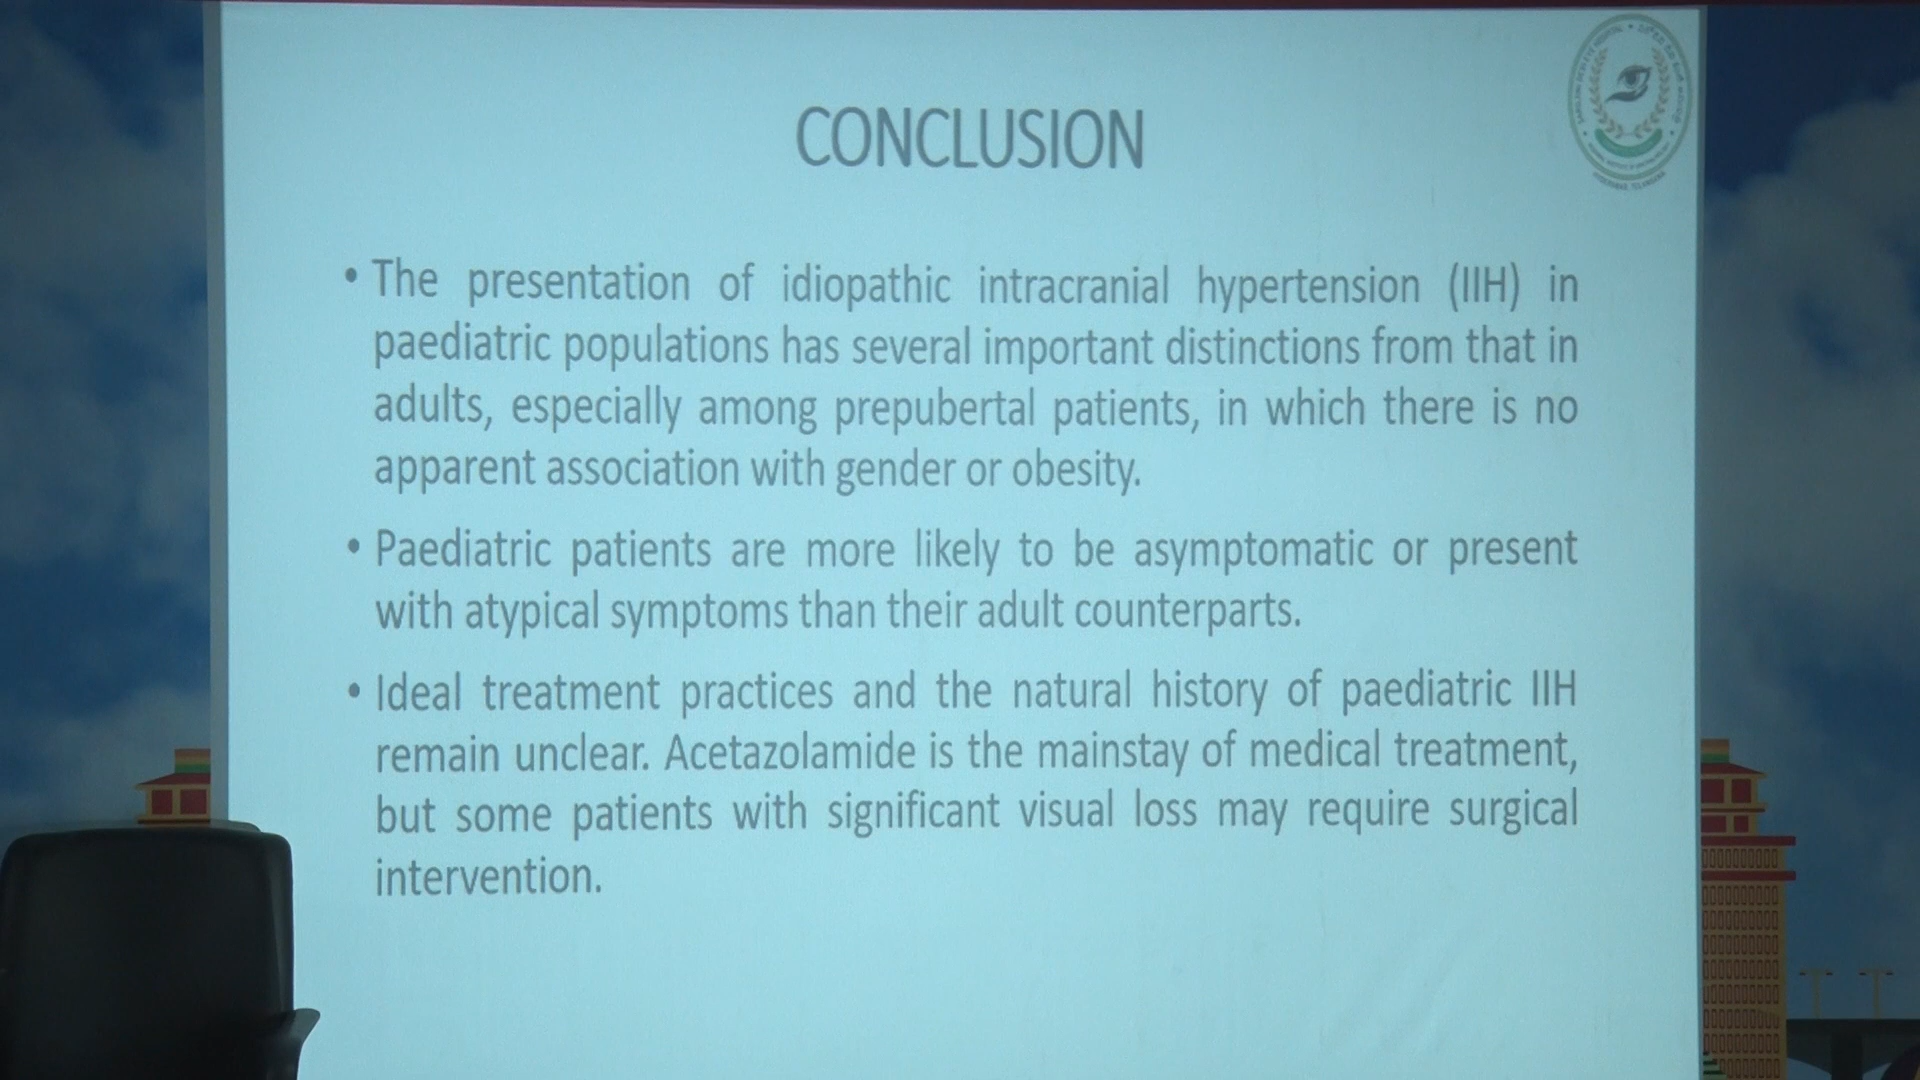 CONCLUSION
• The presentation of idiopathic intracranial hypertension (IIH) in
paediatric populations has several important distinctions from that in
adults, especially among prepubertal patients, in which there is no
apparent association with gender or obesity.
• Paediatric patients are more likely to be asymptomatic or present
with atypical symptoms than their adult counterparts.
• Ideal treatment practices and the natural history of paediatric IIH
remain unclear. Acetazolamide is the mainstay of medical treatment,
but some patients with significant visual loss may require surgical
intervention.